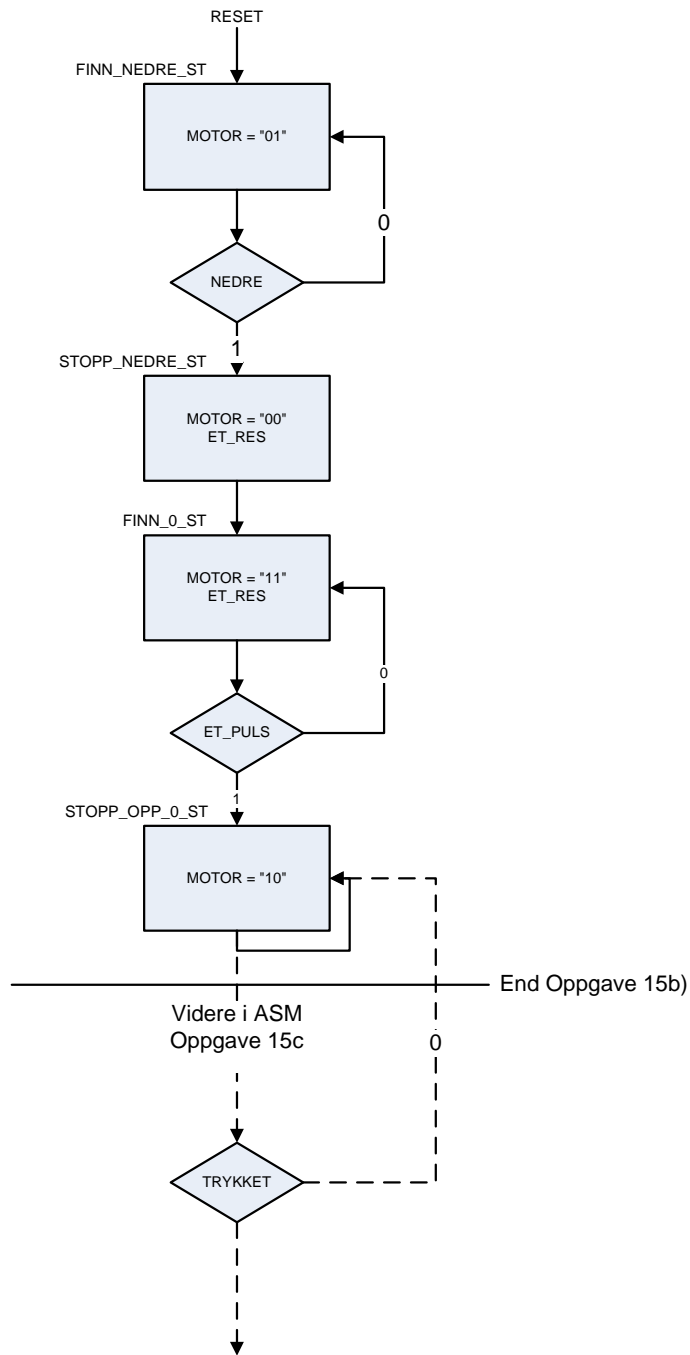 RESET
FINN_NEDRE_ST
MOTOR = "01"
0
NEDRE
1
STOPP_NEDRE_ST
MOTOR = "00"
ET_RES
FINN_0_ST
MOTOR = "11"
ET_RES
0
ET_PULS
1
STOPP_OPP_0_ST
MOTOR = "10"
End Oppgave 15b)
Videre i ASM
Oppgave 15c
0
TRYKKET